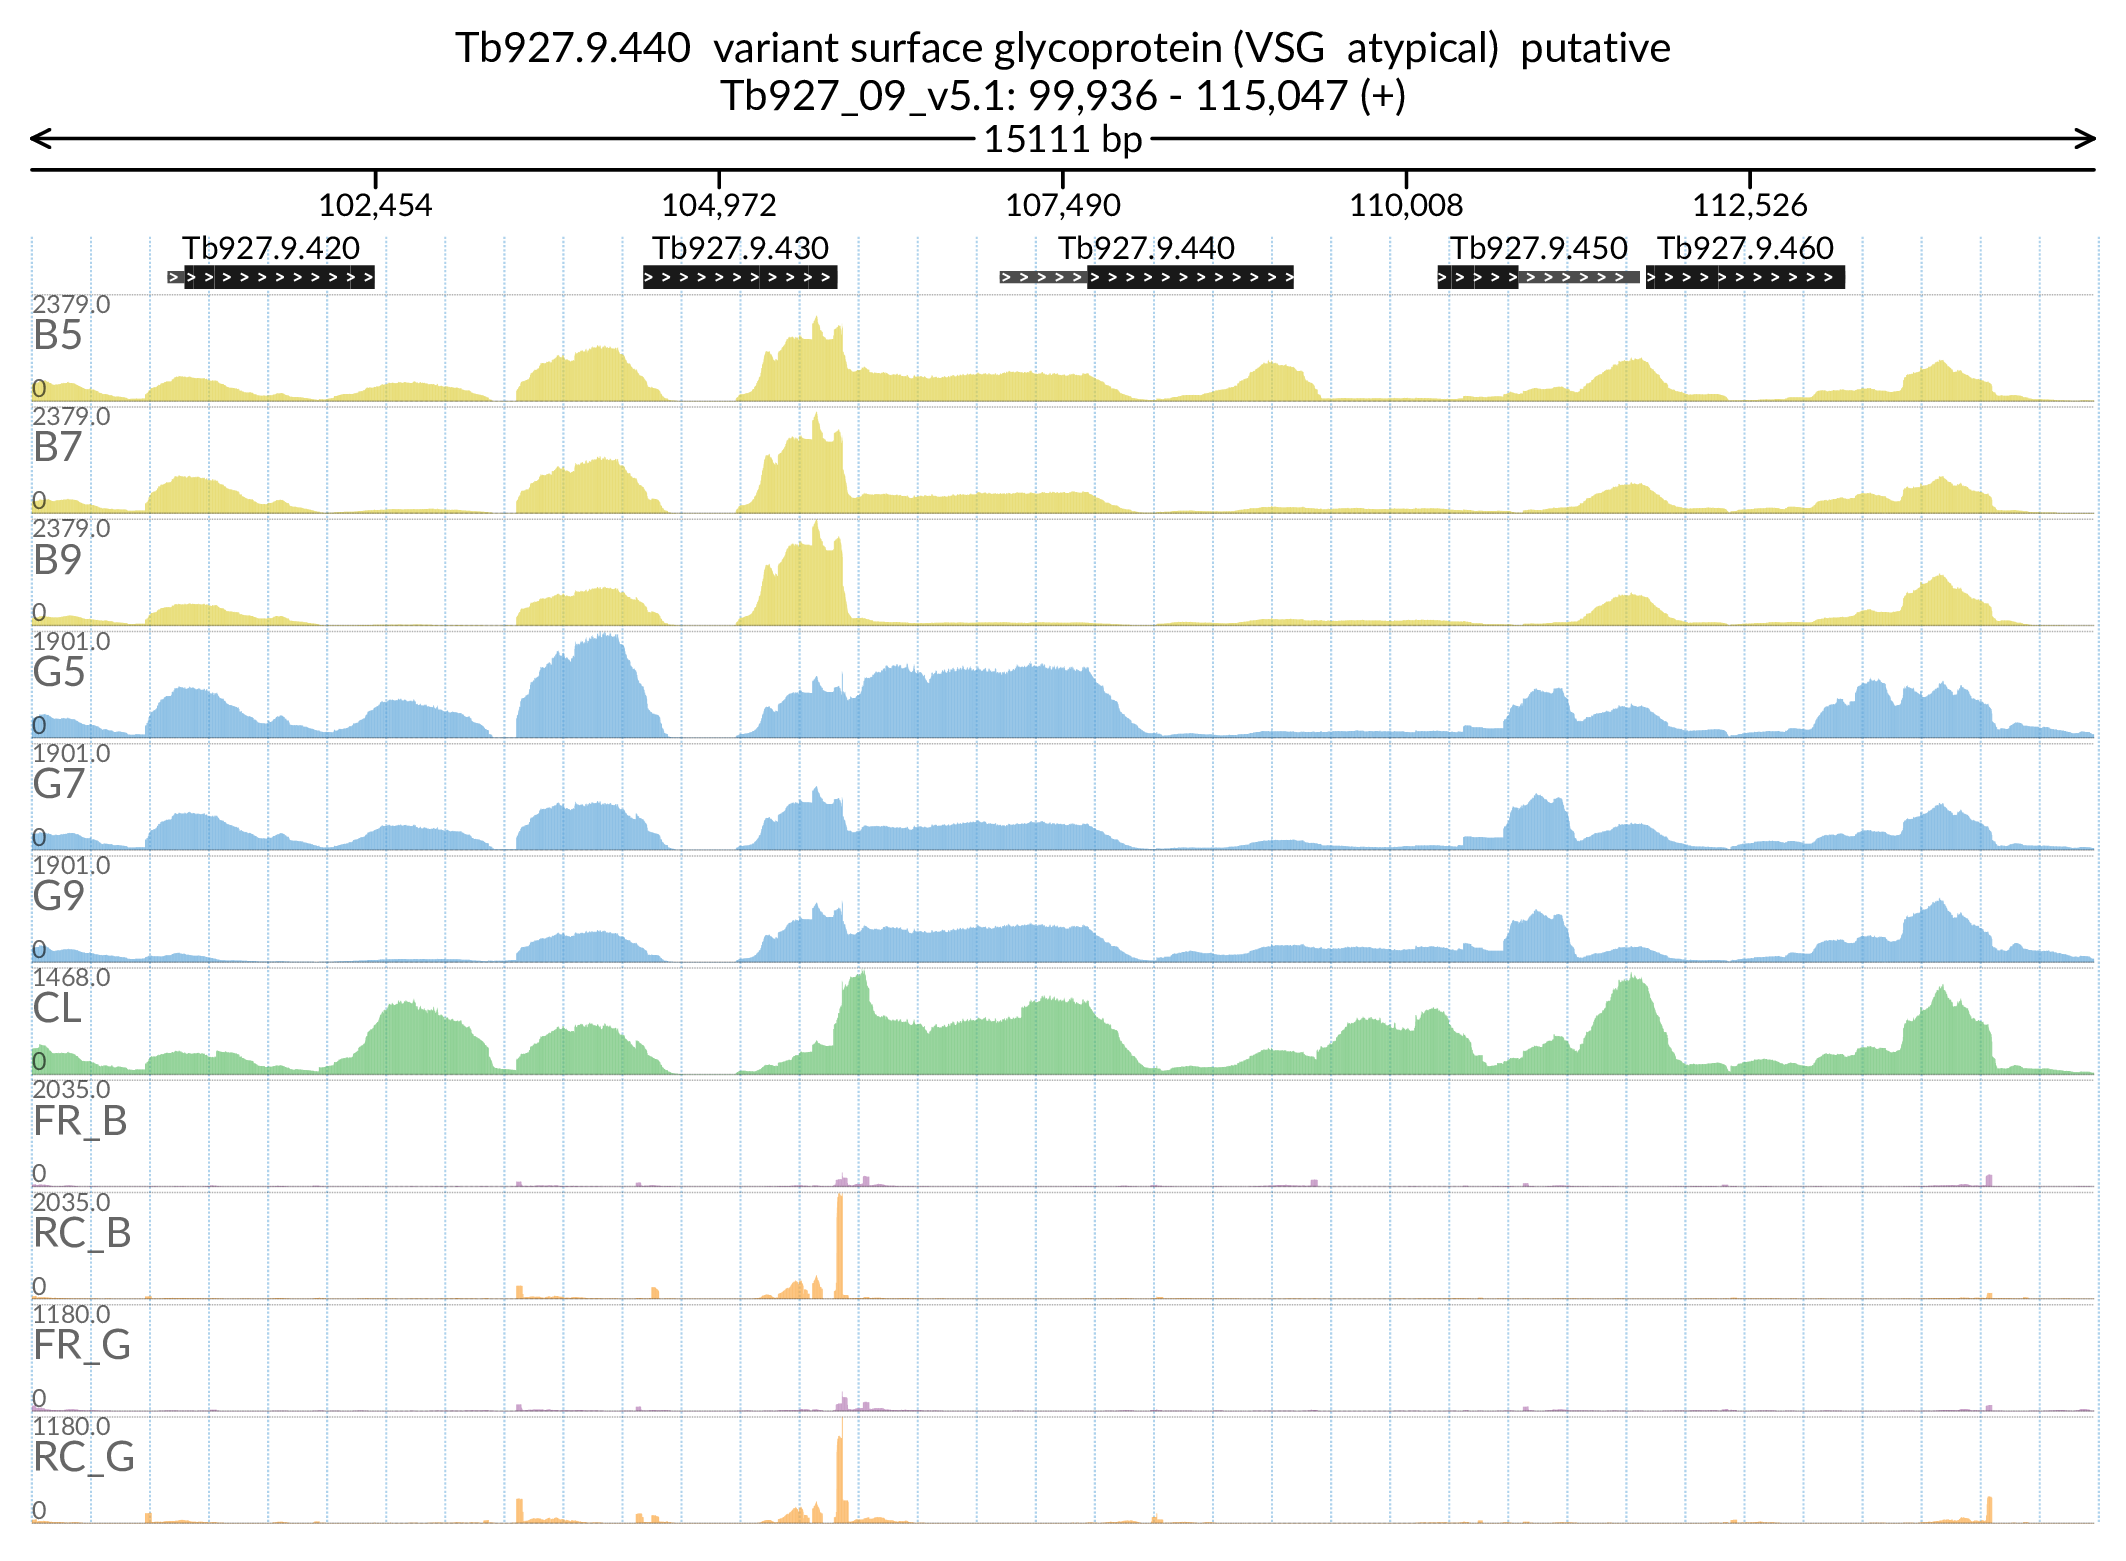 Tb927.9.440 variant surface glycoprotein (VSG atypical) putative
Tb927_09_v5.1: 99,936 - 115,047 (+)
15111 bp
102,454 104,972 107,490 110,008 112,526
Tb927.9.420 Tb927.9.430 Tb927.9.440 Tb927.9.450 Tb927.9.460
2379.0
B5
0
2379.0
B7
0
2379.0
B9
0
1901.0
G5
0
1901.0
G7
0
1901.0
G9
0
1468.0
CL
0
2035.0
FR_B
0
2035.0
RC_B
0
1180.0
FR_G
0
1180.0
RC_G
0